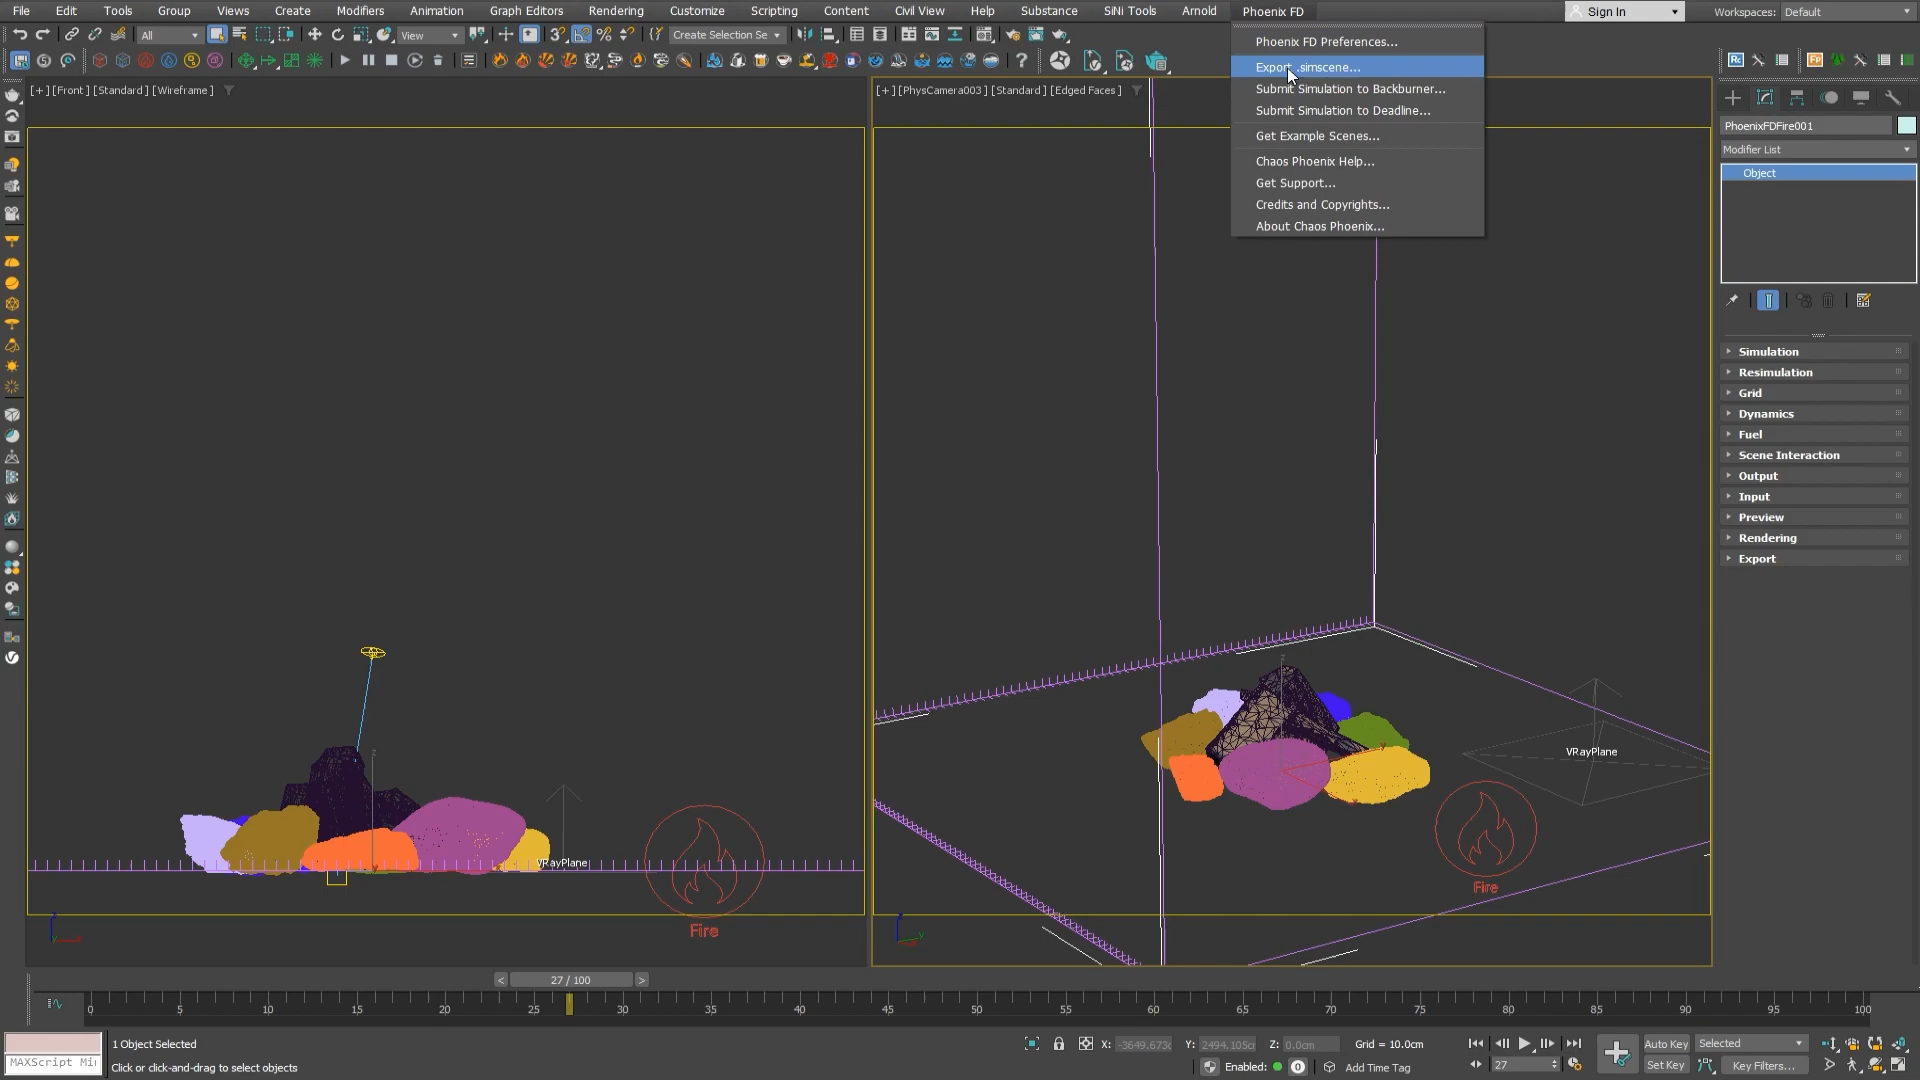 File Edit Tools Group Views Create Modifiers Animation Graph Editors Rendering Customize Scripting Content Civil View Help Substance SiNi Tools Arnold Phoenix FD Sign In Workspaces: Default
All View Create Selection Se
[+] [Front] [Standard] [Wireframe]
[+] [PhysCamera003] [Standard] [Edged Faces]
Phoenix FD Preferences...
Export .simscene...
Submit Simulation to Backburner...
Submit Simulation to Deadline...
Get Example Scenes...
Chaos Phoenix Help...
Get Support...
Credits and Copyrights...
About Chaos Phoenix...
PhoenixFDFire001
Modifier List
Object
Simulation
Resimulation
Grid
Dynamics
Fuel
Scene Interaction
Output
Input
Preview
Rendering
Export
VRayPlane
Fire
VRayPlane
Fire
< 27 / 100 >
0 5 10 15 20 25 30 35 40 45 50 55 60 65 70 75 80 85 90 95 100
1 Object Selected
X: -3649.673c Y: 2494.105c Z: 0.0cm Grid = 10.0cm
Auto Key Selected
MAXScript Mi
Click or click-and-drag to select objects
Enabled: 0 Add Time Tag
27
Set Key Key Filters...